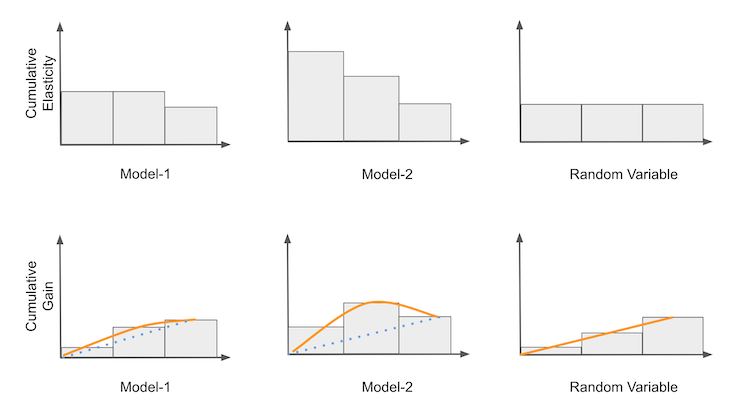 Cumulative
Elasticity
Model-1
Model-2
Random Variable
Cumulative
Gain
Model-1
Model-2
Random Variable